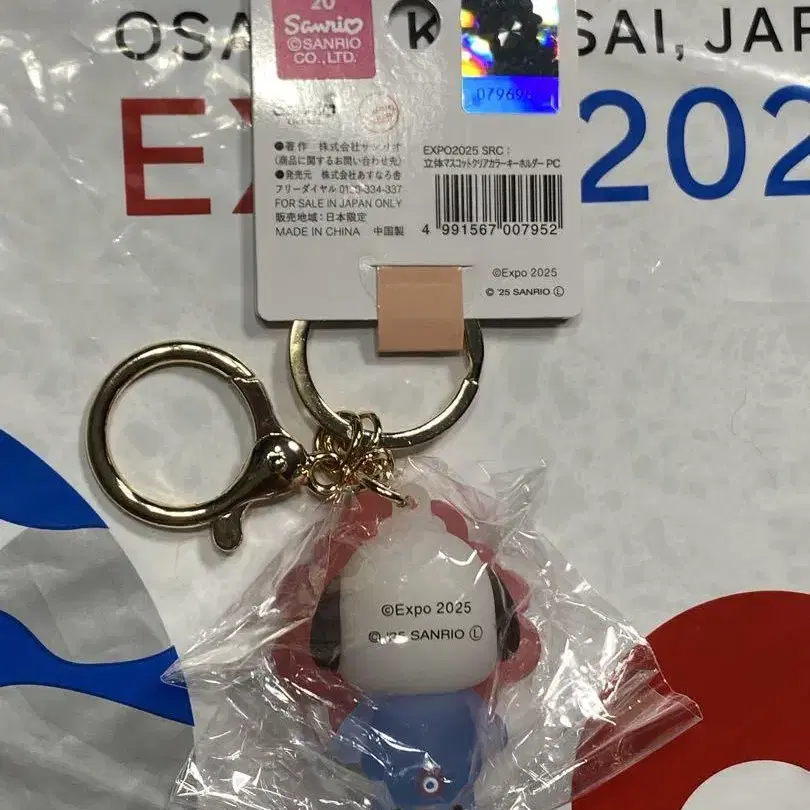 OSA K SAI, JAP
EX 202
20
Sanrio
©SANRIO
CO., LTD.
●著作 株式会社サンリオ
(商品に関するお問い合わせ先)
●発売元 株式会社あすなろ舎
フリーダイヤル 0120-334-337
FOR SALE IN JAPAN ONLY
販売地域:日本限定
MADE IN CHINA 中国製
EXPO2025 SRC:
立体マスコットクリアカラーキーホルダー PC
4 991567 007952
©Expo 2025
© '25 SANRIO Ⓛ
©Expo 2025
© '25 SANRIO Ⓛ